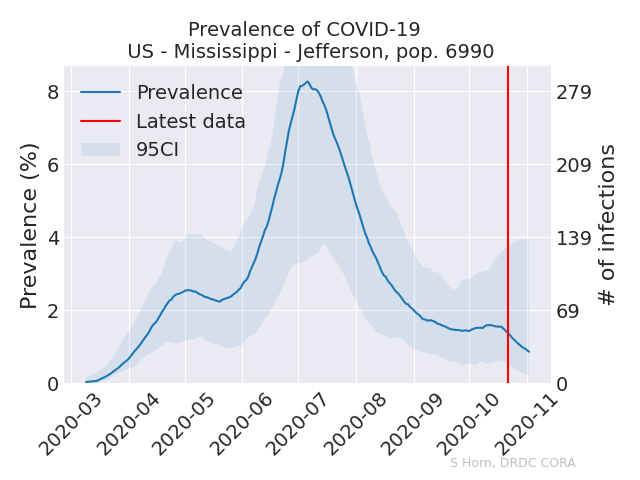 Prevalence of COVID-19
US - Mississippi - Jefferson, pop. 6990
Prevalence
Latest data
95CI
Prevalence (%)
8
6
4
2
0
279
209
139
69
0
# of infections
2020-03
2020-04
2020-05
2020-06
2020-07
2020-08
2020-09
2020-10
2020-11
S Horn, DRDC CORA